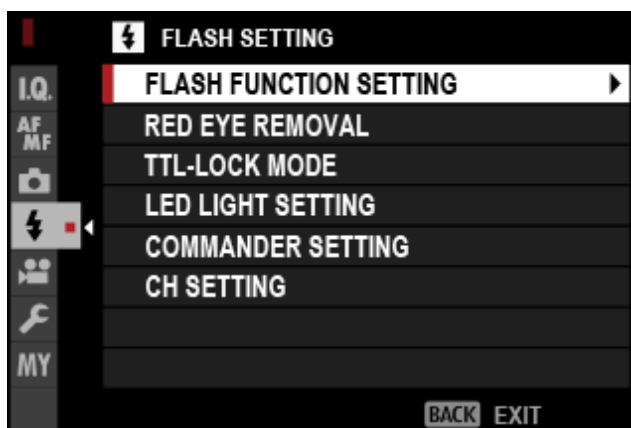 FLASH SETTING
I.Q.
FLASH FUNCTION SETTING
AF
MF
RED EYE REMOVAL
TTL-LOCK MODE
LED LIGHT SETTING
COMMANDER SETTING
CH SETTING
MY
BACK EXIT